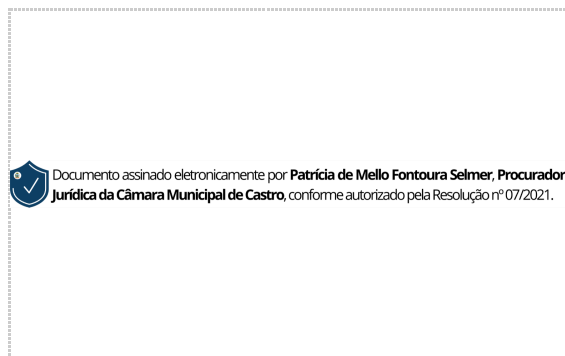 Documento assinado eletronicamente por Patrícia de Mello Fontoura Selmer, Procurador
Jurídica da Câmara Municipal de Castro, conforme autorizado pela Resolução nº 07/2021.